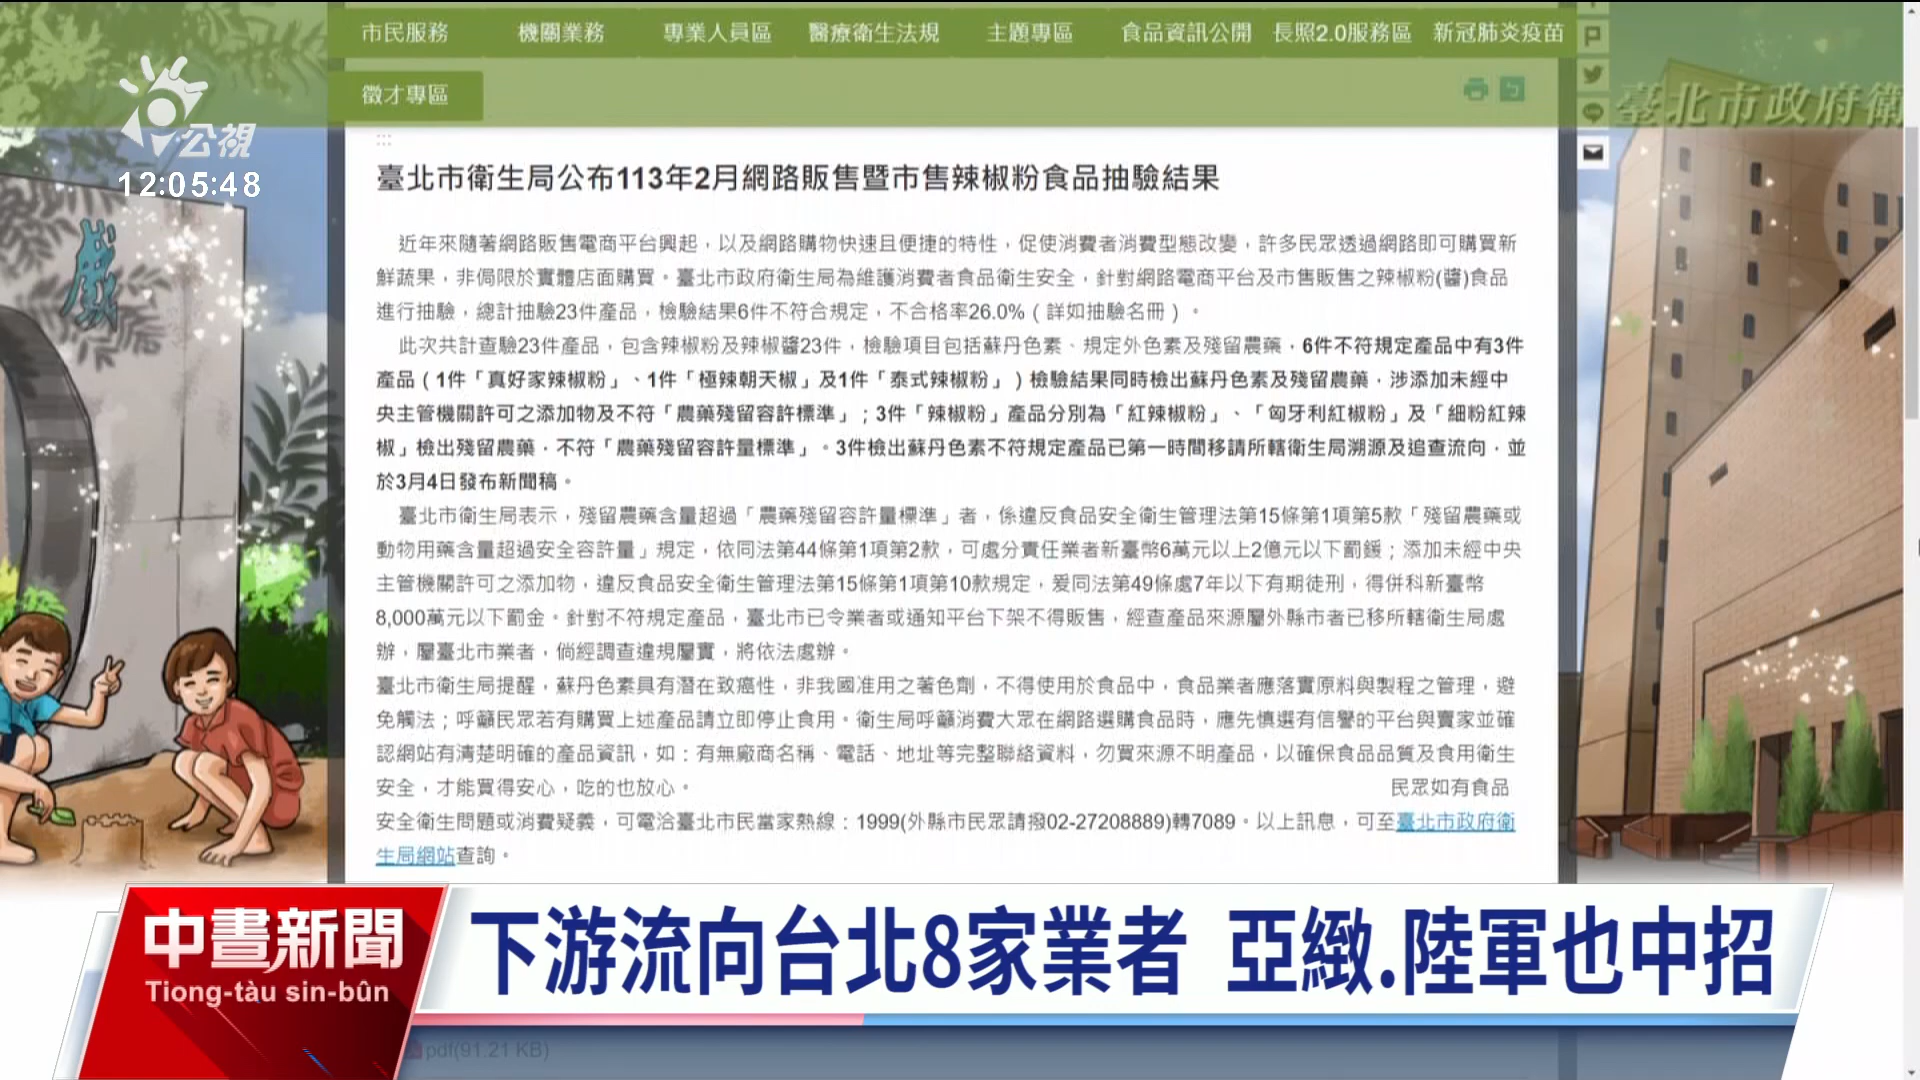 市民服務 機關業務 專業人員區 醫療衛生法規 主題專區 食品資訊公開 長照2.0服務區 新冠肺炎疫苗
徵才專區
公視
12:05:48
臺北市政府衛
戲
臺北市衛生局公布113年2月網路販售暨市售辣椒粉食品抽驗結果
近年來隨著網路販售電商平台興起，以及網路購物快速且便捷的特性，促使消費者消費型態改變，許多民眾透過網路即可購買新
鮮蔬果，非侷限於實體店面購買。臺北市政府衛生局為維護消費者食品衛生安全，針對網路電商平台及市售販售之辣椒粉(醬)食品
進行抽驗，總計抽驗23件產品，檢驗結果6件不符合規定，不合格率26.0%（詳如抽驗名冊）。
此次共計查驗23件產品，包含辣椒粉及辣椒醬23件，檢驗項目包括蘇丹色素、規定外色素及殘留農藥，6件不符規定產品中有3件
產品（1件「真好家辣椒粉」、1件「極辣朝天椒」及1件「泰式辣椒粉」）檢驗結果同時檢出蘇丹色素及殘留農藥，涉添加未經中
央主管機關許可之添加物及不符「農藥殘留容許標準」；3件「辣椒粉」產品分別為「紅辣椒粉」、「匈牙利紅椒粉」及「細粉紅辣
椒」檢出殘留農藥，不符「農藥殘留容許量標準」。3件檢出蘇丹色素不符規定產品已第一時間移請所轄衛生局溯源及追查流向，並
於3月4日發布新聞稿。
臺北市衛生局表示，殘留農藥含量超過「農藥殘留容許量標準」者，係違反食品安全衛生管理法第15條第1項第5款「殘留農藥或
動物用藥含量超過安全容許量」規定，依同法第44條第1項第2款，可處分責任業者新臺幣6萬元以上2億元以下罰鍰；添加未經中央
主管機關許可之添加物，違反食品安全衛生管理法第15條第1項第10款規定，爰同法第49條處7年以下有期徒刑，得併科新臺幣
8,000萬元以下罰金。針對不符規定產品，臺北市已令業者或通知平台下架不得販售，經查產品來源屬外縣市者已移所轄衛生局處
辦，屬臺北市業者，倘經調查違規屬實，將依法處辦。
臺北市衛生局提醒，蘇丹色素具有潛在致癌性，非我國准用之著色劑，不得使用於食品中，食品業者應落實原料與製程之管理，避
免觸法；呼籲民眾若有購買上述產品請立即停止食用。衛生局呼籲消費大眾在網路選購食品時，應先慎選有信譽的平台與賣家並確
認網站有清楚明確的產品資訊，如：有無廠商名稱、電話、地址等完整聯絡資料，勿買來源不明產品，以確保食品品質及食用衛生
安全，才能買得安心，吃的也放心。 民眾如有食品
安全衛生問題或消費疑義，可電洽臺北市民當家熱線：1999(外縣市民眾請撥02-27208889)轉7089。以上訊息，可至臺北市政府衛
生局網站查詢。
中晝新聞
Tiong-tàu sin-bûn
下游流向台北8家業者 亞緻.陸軍也中招
pdf(91.21 KB)